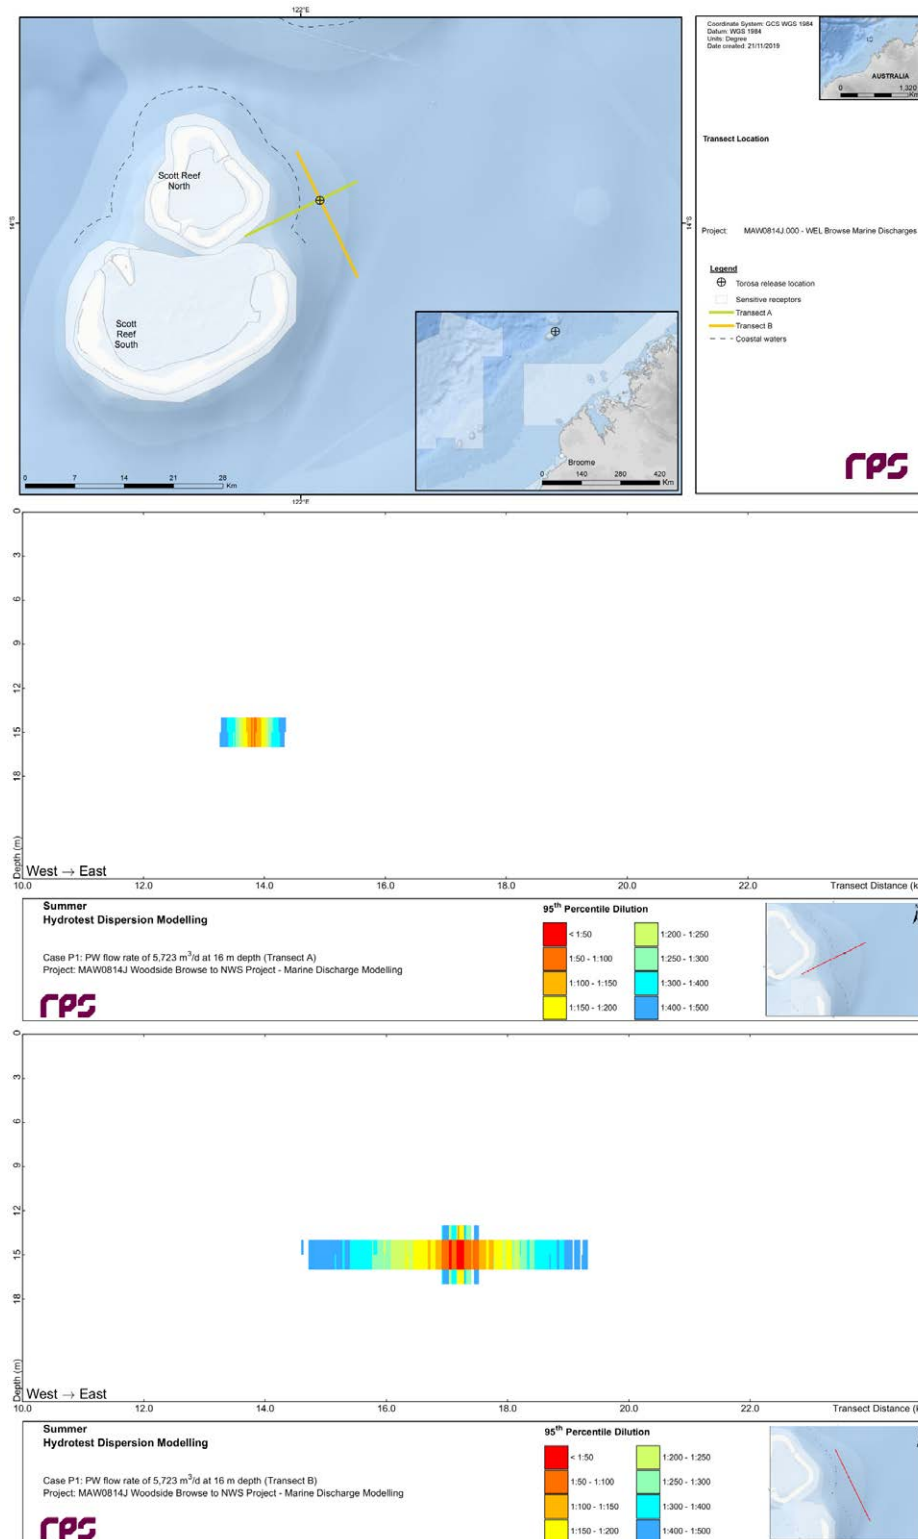 122°E
Coordinate System: GCS WGS 1984
Datum: WGS 1984
Units: Degree
Date created: 21/11/2019
AUSTRALIA
0 1,320
Km
Transect Location
Scott Reef
North
14°S
14°S
Project: MAW0814J.000 - WEL Browse Marine Discharges
Legend
Torosa release location
Sensitive receptors
Transect A
Transect B
Coastal waters
Scott
Reef
South
Broome
0 140 280 420
Km
0 7 14 21 28
Km
122°E
rps
0
3
6
9
12
15
18
Depth (m)
West → East
10.0 12.0 14.0 16.0 18.0 20.0 22.0 Transect Distance (k
Summer
Hydrotest Dispersion Modelling
Case P1: PW flow rate of 5,723 m³/d at 16 m depth (Transect A)
Project: MAW0814J Woodside Browse to NWS Project - Marine Discharge Modelling
rps
95th Percentile Dilution
< 1:50 1:200 - 1:250
1:50 - 1:100 1:250 - 1:300
1:100 - 1:150 1:300 - 1:400
1:150 - 1:200 1:400 - 1:500
0
3
6
9
12
15
18
Depth (m)
West → East
10.0 12.0 14.0 16.0 18.0 20.0 22.0 Transect Distance (k
Summer
Hydrotest Dispersion Modelling
Case P1: PW flow rate of 5,723 m³/d at 16 m depth (Transect B)
Project: MAW0814J Woodside Browse to NWS Project - Marine Discharge Modelling
rps
95th Percentile Dilution
< 1:50 1:200 - 1:250
1:50 - 1:100 1:250 - 1:300
1:100 - 1:150 1:300 - 1:400
1:150 - 1:200 1:400 - 1:500